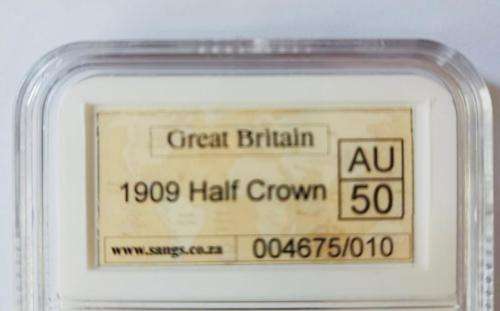 Great Britain
AU
1909 Half Crown
50
www.sangs.co.za
004675/010